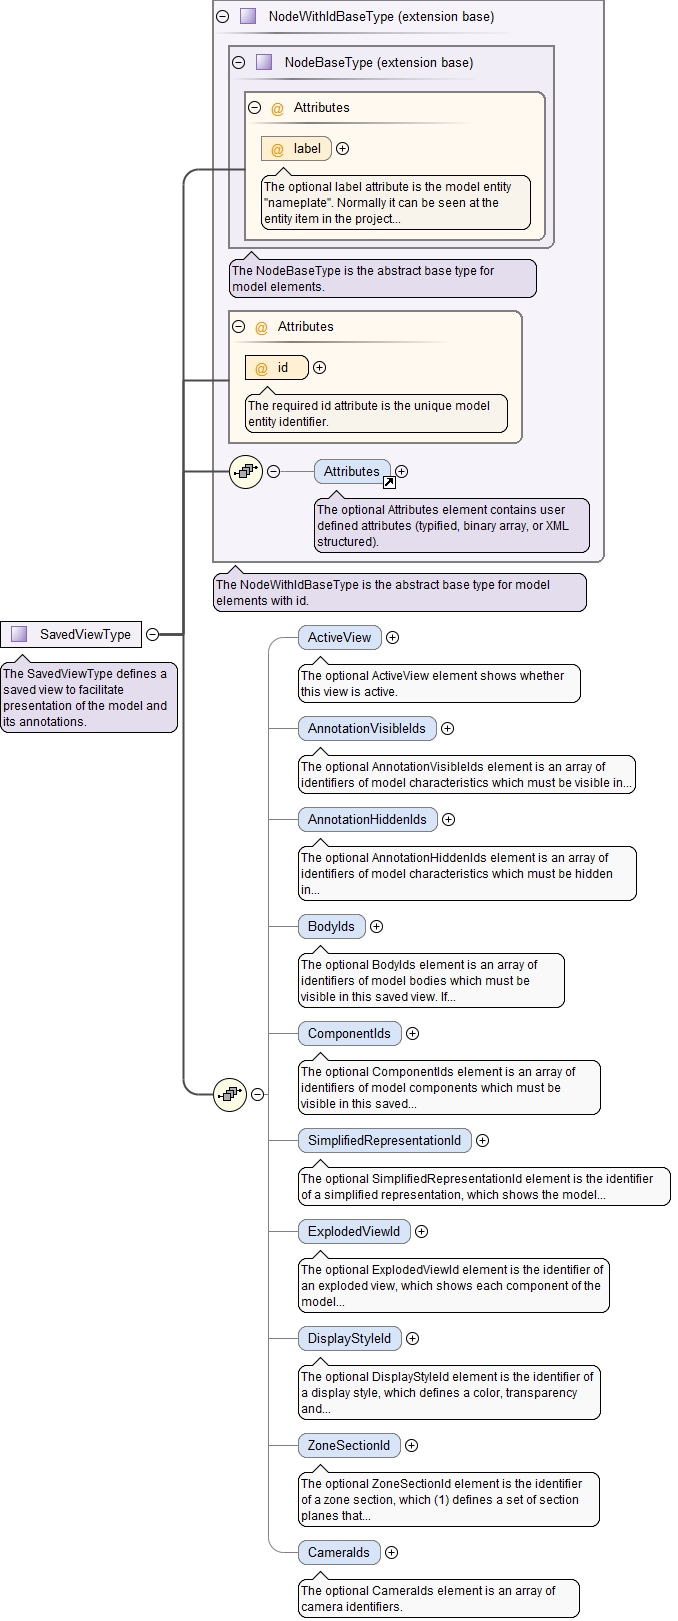 NodeWithIdBaseType (extension base)
NodeBaseType (extension base)
@ Attributes
@ label
The optional label attribute is the model entity
"nameplate". Normally it can be seen at the
entity item in the project...
The NodeBaseType is the abstract base type for
model elements.
@ Attributes
@ id
The required id attribute is the unique model
entity identifier.
Attributes
The optional Attributes element contains user
defined attributes (typified, binary array, or XML
structured).
The NodeWithIdBaseType is the abstract base type for model
elements with id.
SavedViewType
The SavedViewType defines a
saved view to facilitate
presentation of the model and
its annotations.
ActiveView
The optional ActiveView element shows whether
this view is active.
AnnotationVisibleIds
The optional AnnotationVisibleIds element is an array of
identifiers of model characteristics which must be visible in...
AnnotationHiddenIds
The optional AnnotationHiddenIds element is an array of
identifiers of model characteristics which must be hidden
in...
BodyIds
The optional BodyIds element is an array of
identifiers of model bodies which must be
visible in this saved view. If...
ComponentIds
The optional ComponentIds element is an array of
identifiers of model components which must be
visible in this saved...
SimplifiedRepresentationId
The optional SimplifiedRepresentationId element is the identifier
of a simplified representation, which shows the model...
ExplodedViewId
The optional ExplodedViewId element is the identifier of
an exploded view, which shows each component of the
model...
DisplayStyleId
The optional DisplayStyleId element is the identifier of
a display style, which defines a color, transparency
and...
ZoneSectionId
The optional ZoneSectionId element is the identifier
of a zone section, which (1) defines a set of section
planes that...
CameraIds
The optional CameraIds element is an array of
camera identifiers.